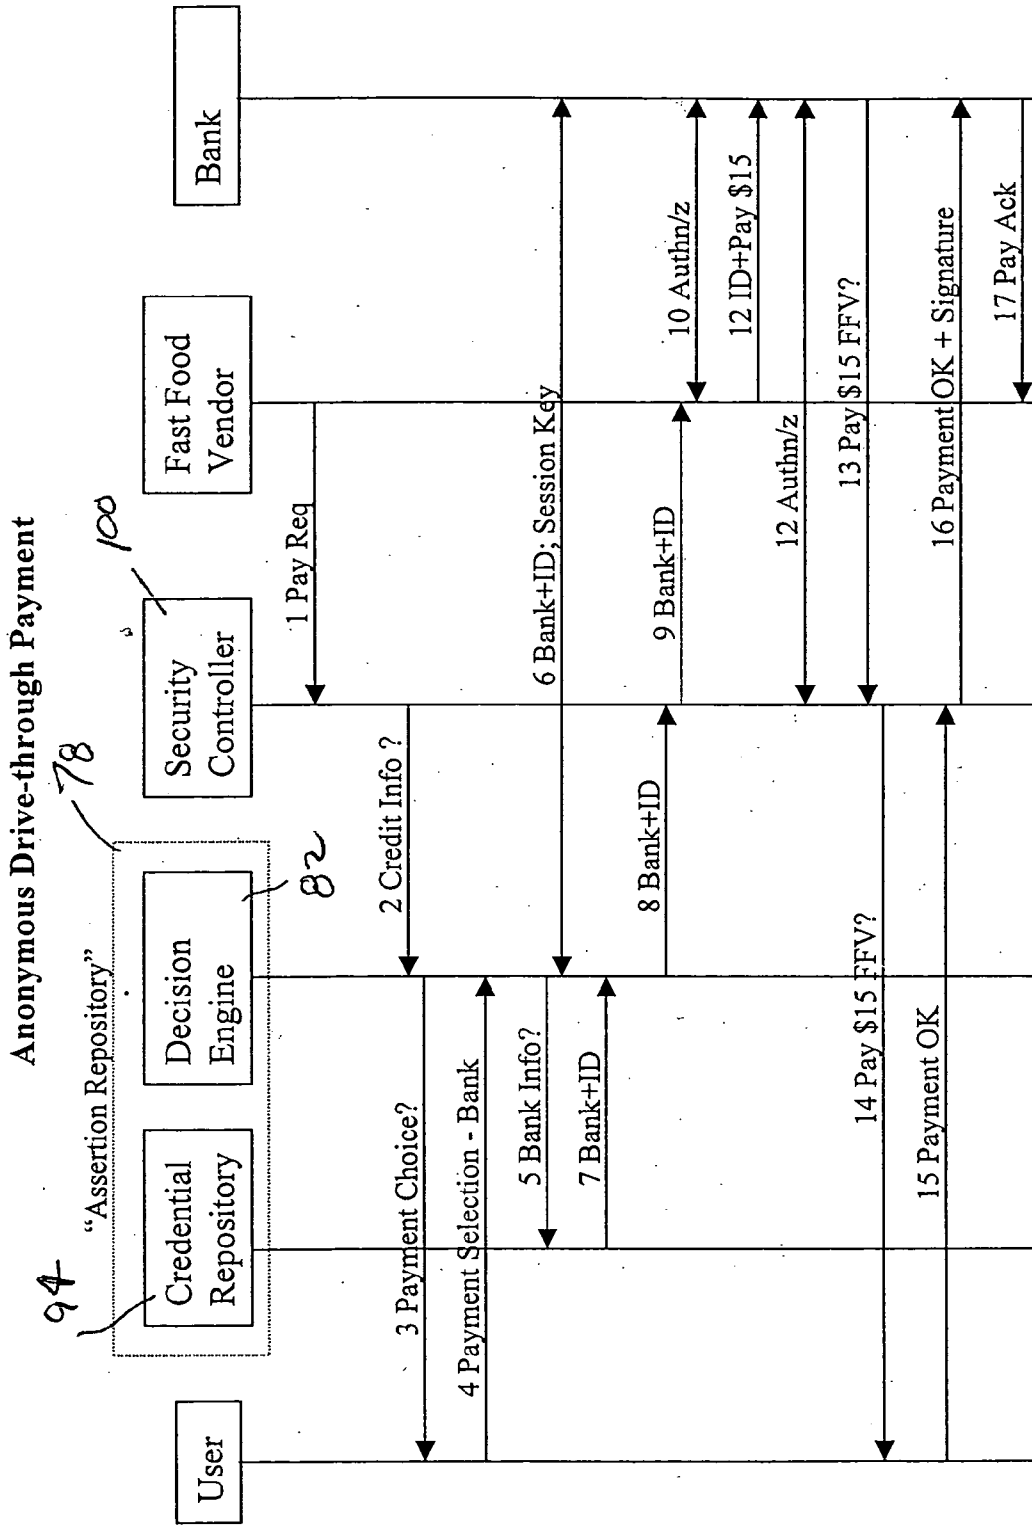 Anonymous Drive-through Payment
78
100
94
"Assertion Repository"
82
User
Credential
Repository
Decision
Engine
Security
Controller
Fast Food
Vendor
Bank
1 Pay Req
2 Credit Info ?
3 Payment Choice?
4 Payment Selection - Bank
5 Bank Info?
6 Bank+ID; Session Key
7 Bank+ID
8 Bank+ID
9 Bank+ID
10 Authn/z
12 ID+Pay $15
12 Authn/z
13 Pay $15 FFV?
14 Pay $15 FFV?
15 Payment OK
16 Payment OK + Signature
17 Pay Ack